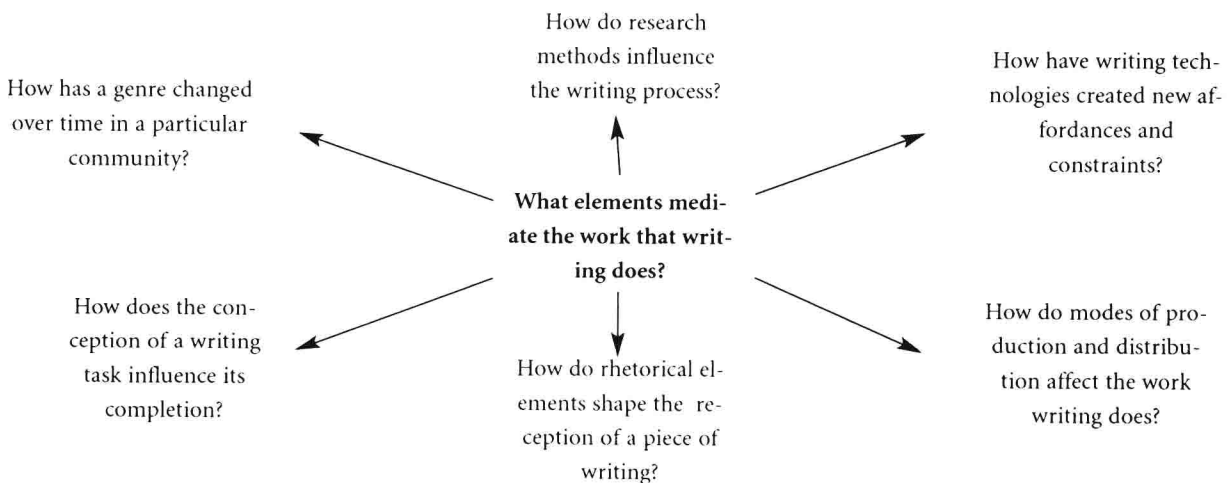 How do research
methods influence
the writing process?
How has a genre changed
over time in a particular
community?
How have writing tech-
nologies created new af-
fordances and
constraints?
What elements medi-
ate the work that writ-
ing does?
How does the con-
ception of a writing
task influence its
completion?
How do rhetorical el-
ements shape the re-
ception of a piece of
writing?
How do modes of pro-
duction and distribu-
tion affect the work
writing does?